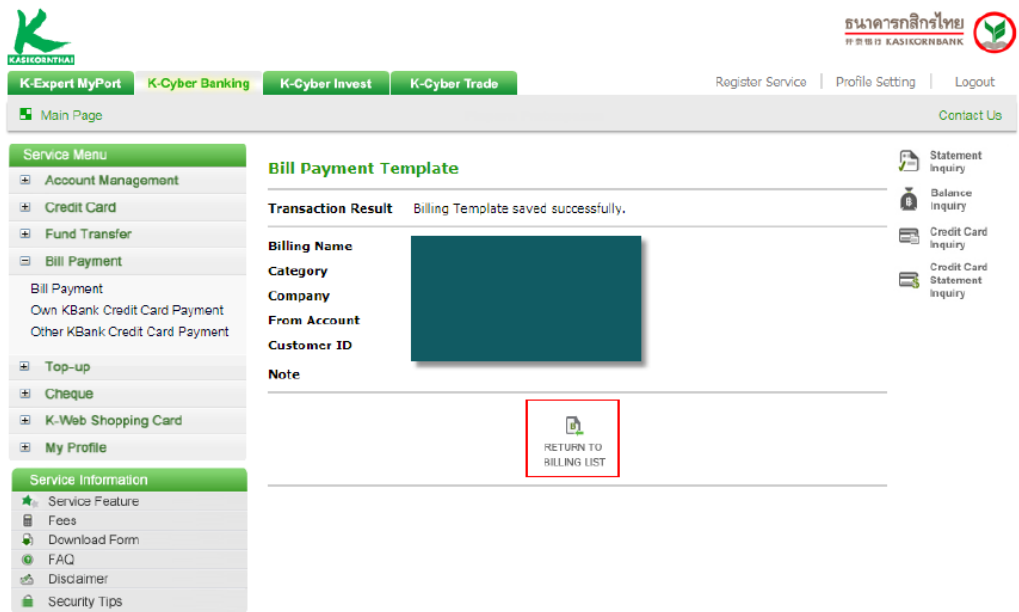 KASIKORNTHAI
ธนาคารกสิกรไทย
开泰银行 KASIKORNBANK
K-Expert MyPort
K-Cyber Banking
K-Cyber Invest
K-Cyber Trade
Register Service
Profile Setting
Logout
Main Page
Contact Us
Service Menu
Account Management
Credit Card
Fund Transfer
Bill Payment
Bill Payment
Own KBank Credit Card Payment
Other KBank Credit Card Payment
Top-up
Cheque
K-Web Shopping Card
My Profile
Service Information
Service Feature
Fees
Download Form
FAQ
Disclaimer
Security Tips
Bill Payment Template
Transaction Result Billing Template saved successfully.
Billing Name
Category
Company
From Account
Customer ID
Note
RETURN TO
BILLING LIST
Statement
Inquiry
Balance
Inquiry
Credit Card
Inquiry
Credit Card
Statement
Inquiry